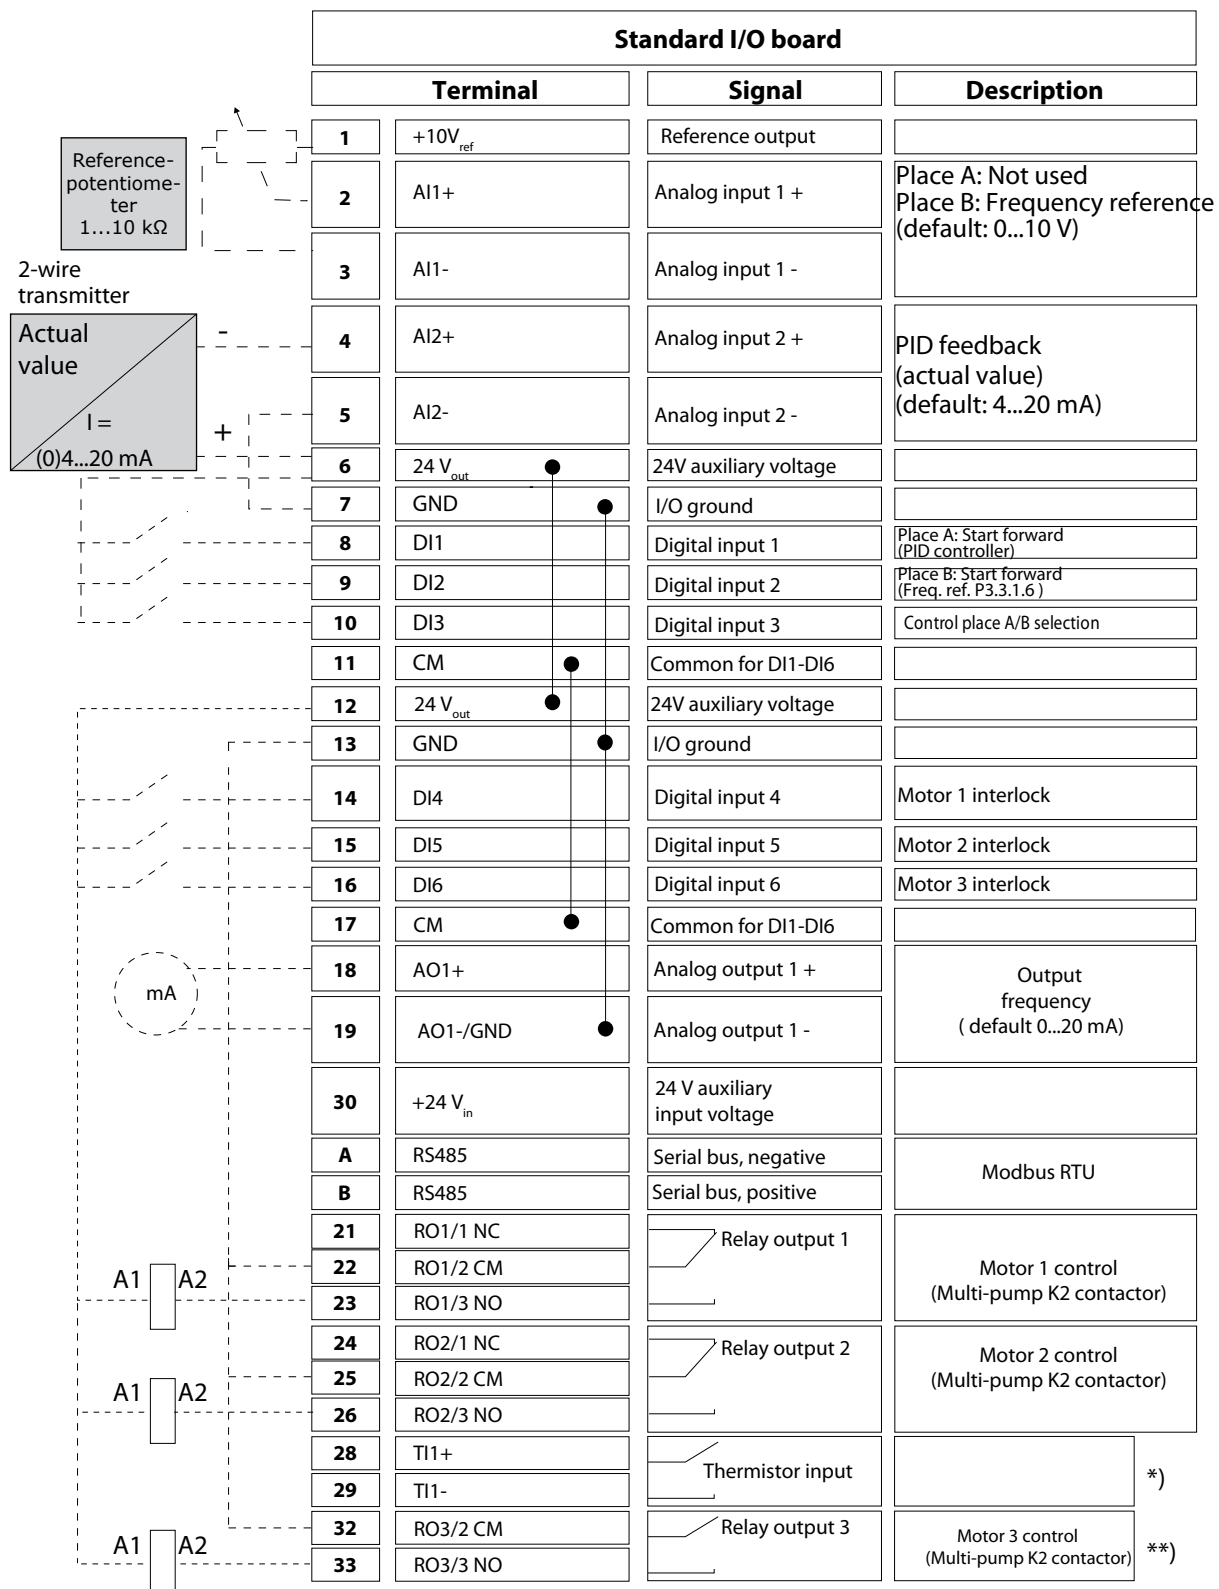 Standard I/O board
Terminal Signal Description
Reference-
potentiome-
ter
1...10 kΩ
1 +10Vref Reference output
2 AI1+ Analog input 1 +
Place A: Not used
Place B: Frequency reference
(default: 0...10 V)
3 AI1- Analog input 1 -
2-wire
transmitter
Actual
value
I =
(0)4...20 mA
-
+
4 AI2+ Analog input 2 +
PID feedback
(actual value)
(default: 4...20 mA)
5 AI2- Analog input 2 -
6 24 Vout 24V auxiliary voltage
7 GND I/O ground
8 DI1 Digital input 1
Place A: Start forward
(PID controller)
9 DI2 Digital input 2
Place B: Start forward
(Freq. ref. P3.3.1.6 )
10 DI3 Digital input 3 Control place A/B selection
11 CM Common for DI1-DI6
12 24 Vout 24V auxiliary voltage
13 GND I/O ground
14 DI4 Digital input 4 Motor 1 interlock
15 DI5 Digital input 5 Motor 2 interlock
16 DI6 Digital input 6 Motor 3 interlock
17 CM Common for DI1-DI6
mA
18 AO1+ Analog output 1 +
Output
frequency
( default 0...20 mA)
19 AO1-/GND Analog output 1 -
30 +24 Vin
24 V auxiliary
input voltage
A RS485 Serial bus, negative
Modbus RTU
B RS485 Serial bus, positive
21 RO1/1 NC Relay output 1
22 RO1/2 CM
Motor 1 control
(Multi-pump K2 contactor)
A1 A2
23 RO1/3 NO
24 RO2/1 NC Relay output 2
25 RO2/2 CM
Motor 2 control
(Multi-pump K2 contactor)
A1 A2
26 RO2/3 NO
28 TI1+
Thermistor input
*)
29 TI1-
32 RO3/2 CM Relay output 3
Motor 3 control
(Multi-pump K2 contactor)
**)
A1 A2
33 RO3/3 NO